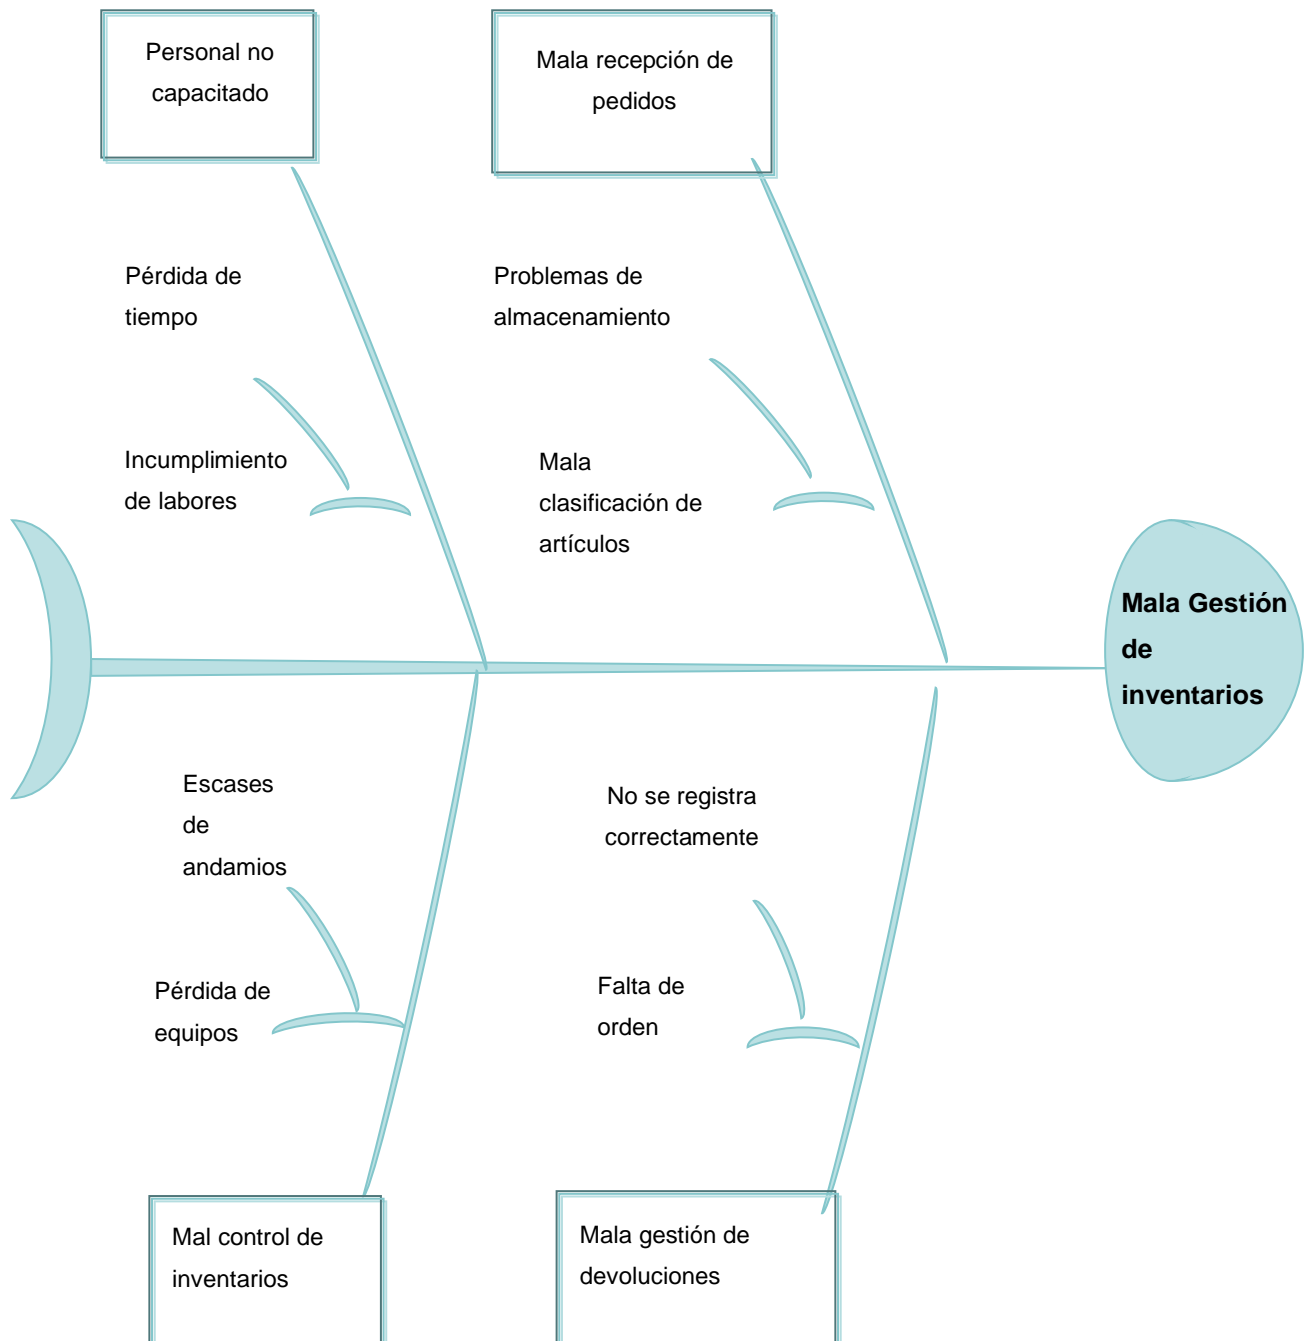 Personal no
capacitado
Mala recepción de
pedidos
Pérdida de
tiempo
Problemas de
almacenamiento
Incumplimiento
de labores
Mala
clasificación de
artículos
Mala Gestión
de
inventarios
Escases
de
andamios
No se registra
correctamente
Pérdida de
equipos
Falta de
orden
Mal control de
inventarios
Mala gestión de
devoluciones